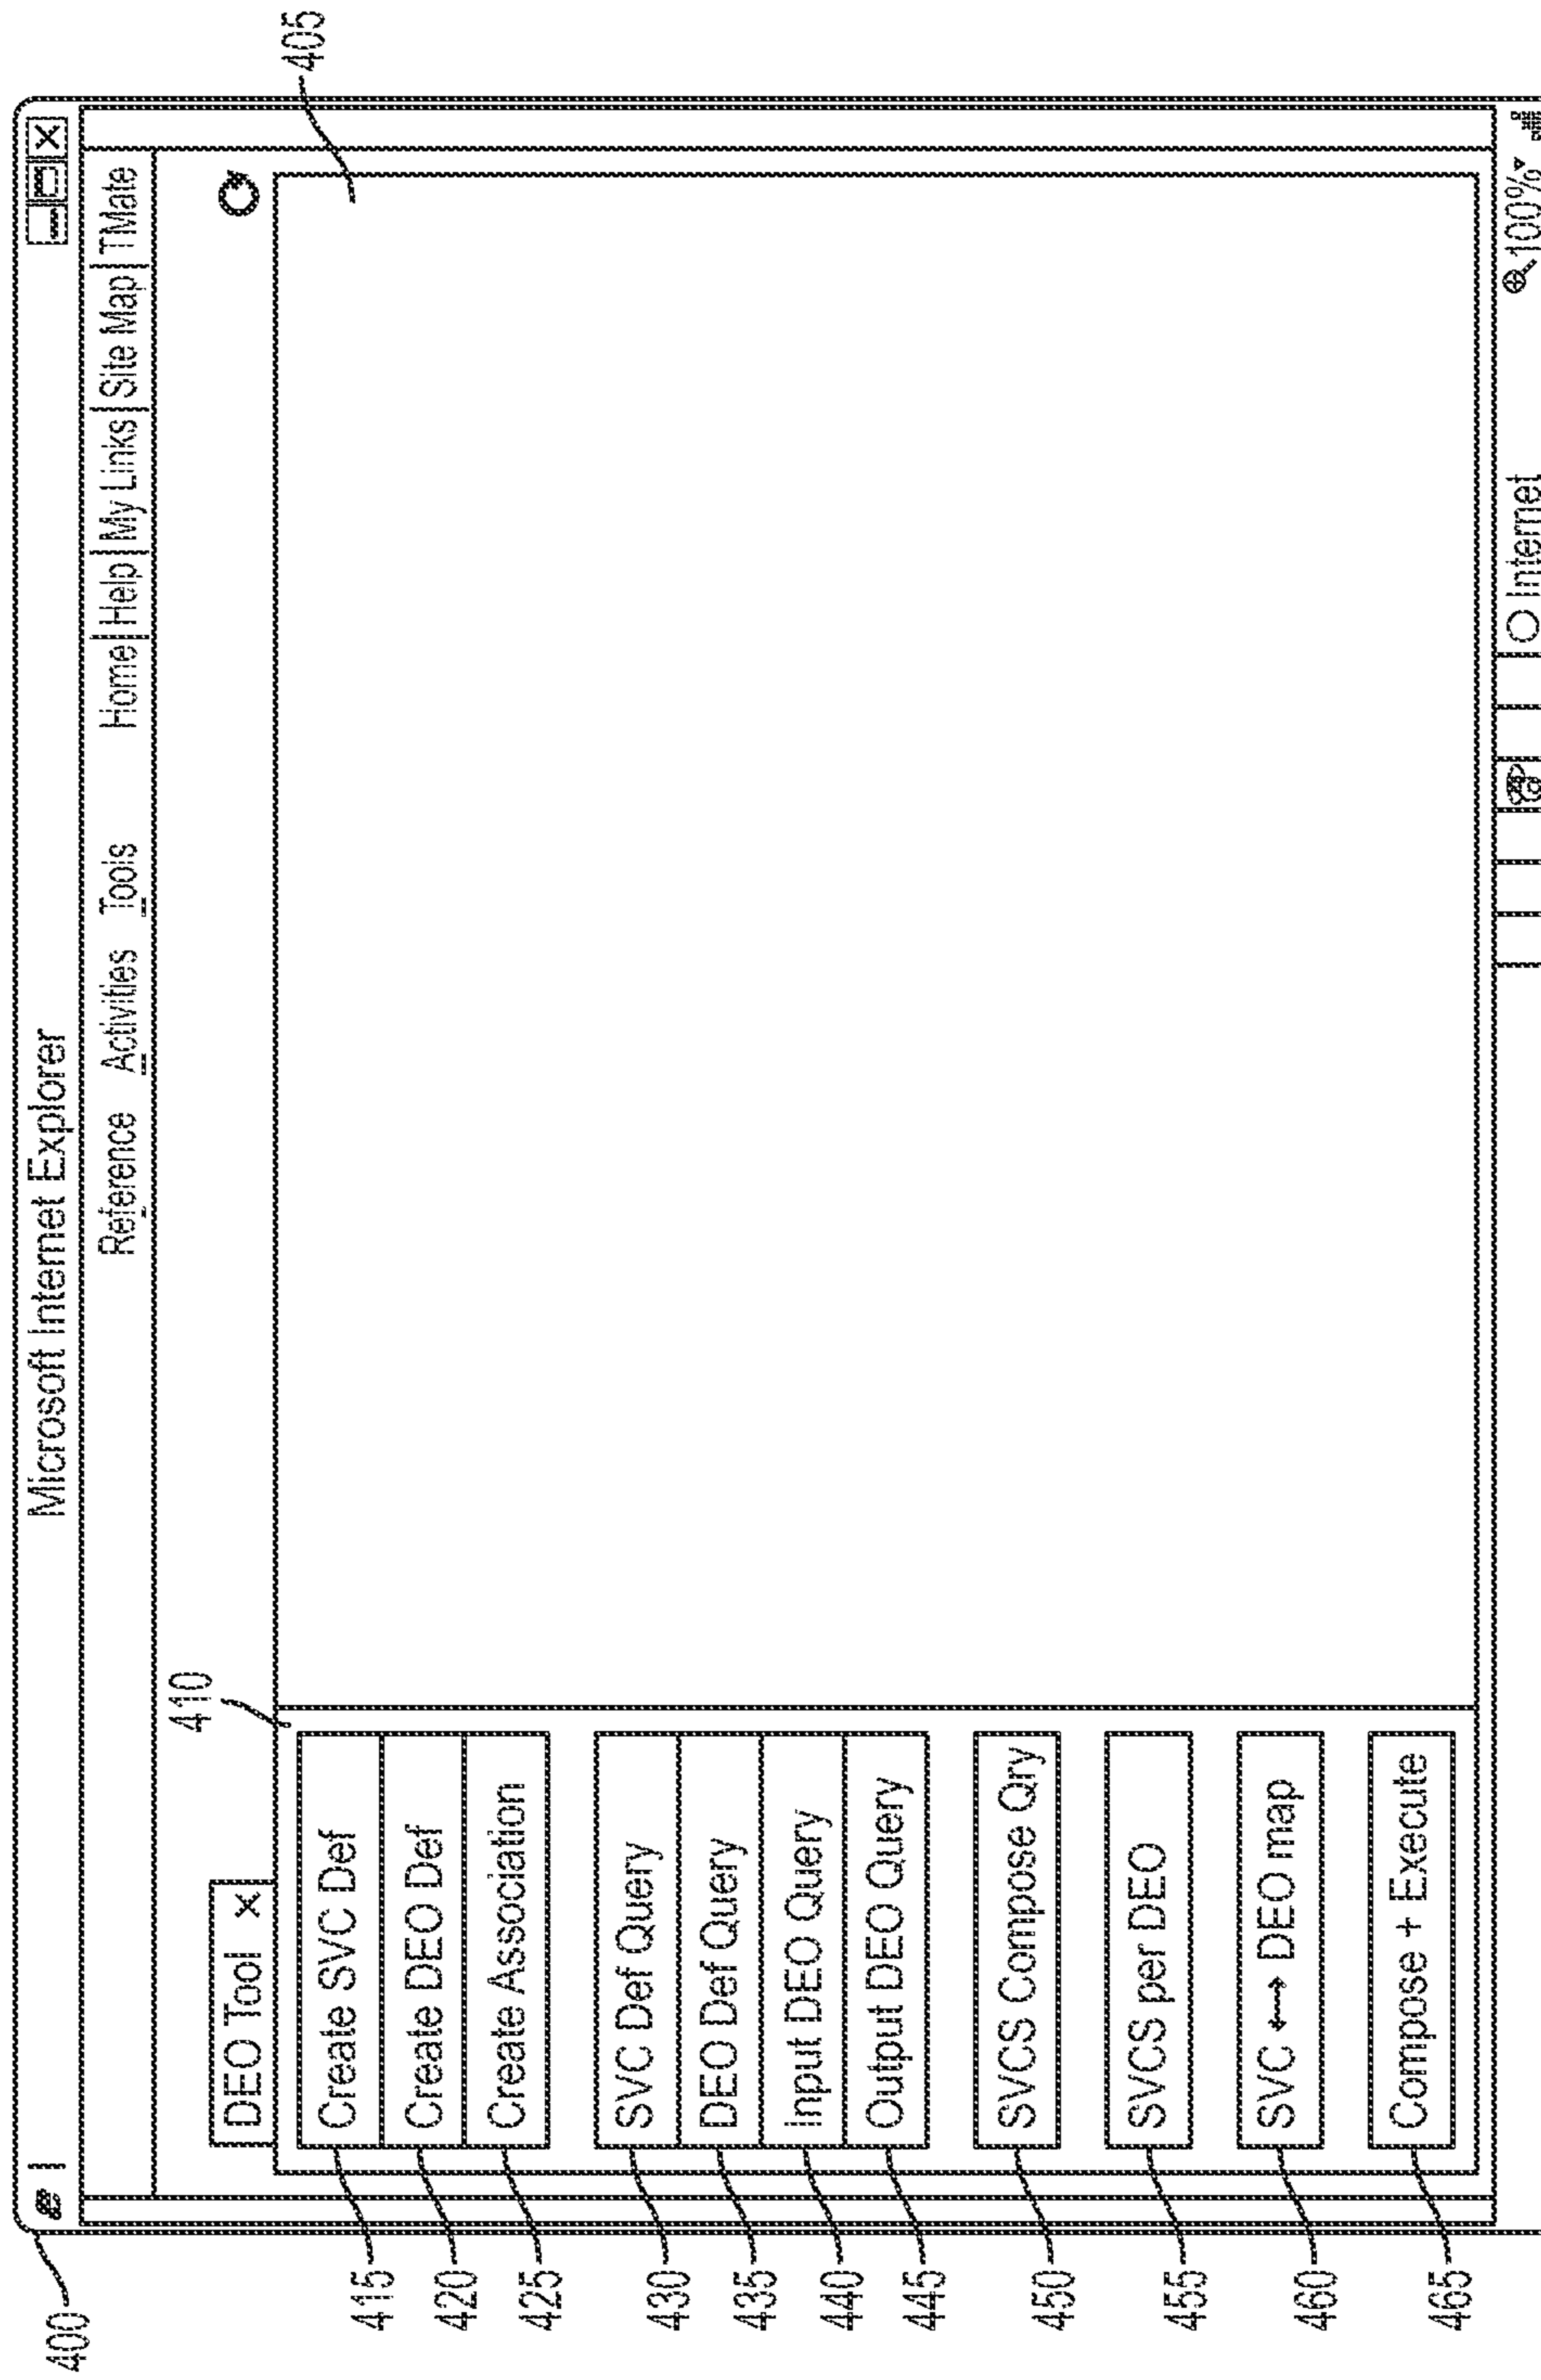 400
Microsoft Internet Explorer
Reference Activities Tools Home | Help | My Links | Site Map | TMate
DEO Tool ×
410
405
415 Create SVC Def
420 Create DEO Def
425 Create Association
430 SVC Def Query
435 DEO Def Query
440 Input DEO Query
445 Output DEO Query
450 SVCS Compose Qry
455 SVCS per DEO
460 SVC ↔ DEO map
465 Compose + Execute
Internet 100%